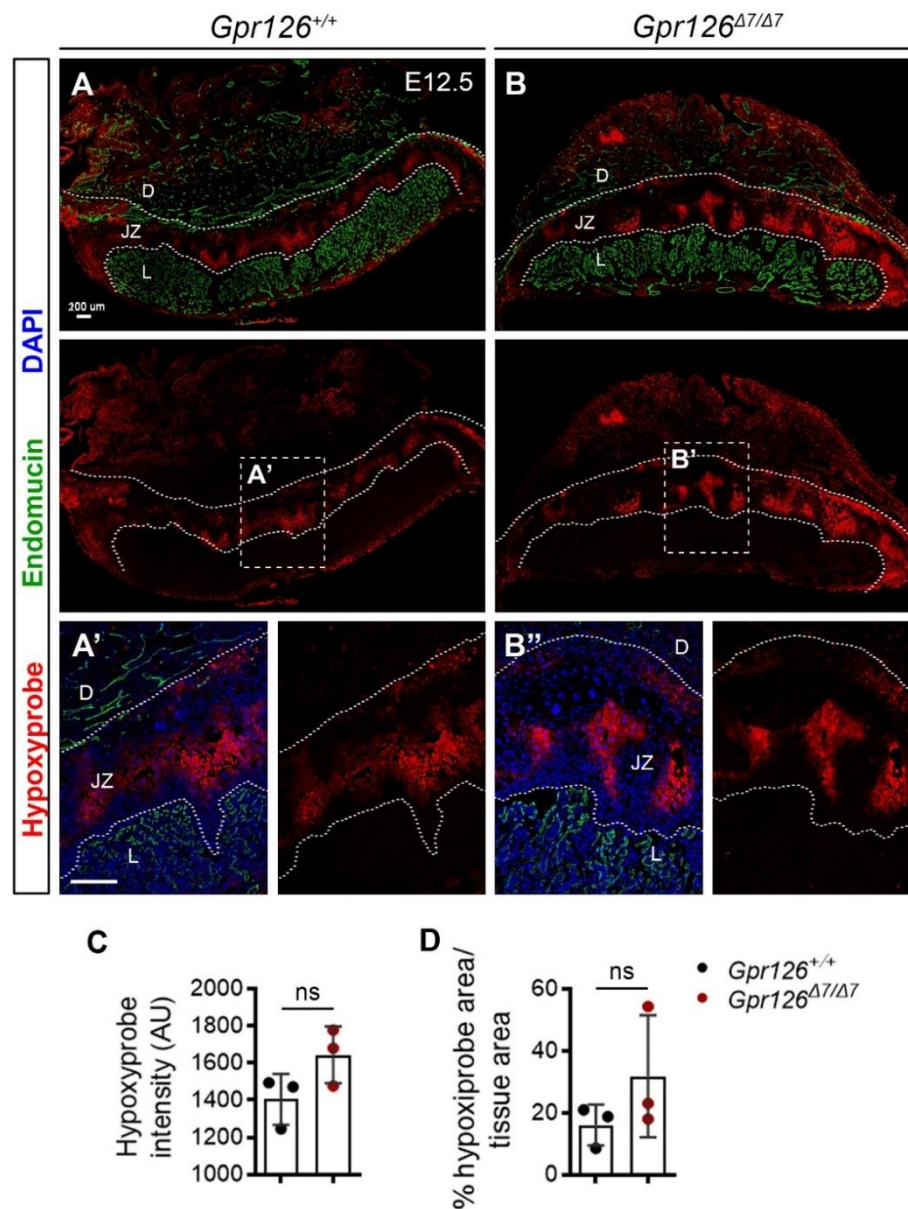 Gpr126+/+
Gpr126Δ7/Δ7
Hypoxyprobe Endomucin DAPI
A
E12.5
D
JZ
L
200 um
B
D
JZ
L
A'
B'
A'
D
JZ
L
B"
D
JZ
L
C
Hypoxyprobe
intensity (AU)
2000
1800
1600
1400
1200
1000
ns
D
% hypoxiprobe area/
tissue area
60
40
20
0
ns
Gpr126+/+
Gpr126Δ7/Δ7